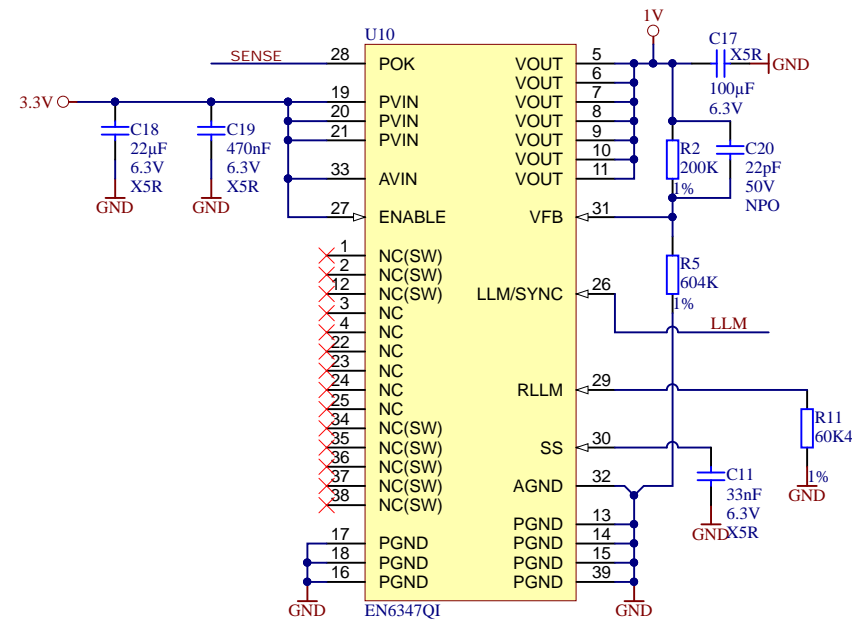 1V
U10
C17
X5R
GND
100µF
6.3V
SENSE
28
POK
VOUT
5
VOUT
6
3.3V
19
PVIN
VOUT
7
20
PVIN
VOUT
8
21
PVIN
VOUT
9
VOUT
10
33
AVIN
VOUT
11
C18
22µF
6.3V
X5R
GND
C19
470nF
6.3V
X5R
GND
R2
200K
1%
C20
22pF
50V
NPO
27
ENABLE
VFB
31
1
NC(SW)
2
NC(SW)
12
NC(SW)
LLM/SYNC
26
R5
604K
1%
3
NC
4
NC
LLM
22
NC
23
NC
24
NC
RLLM
29
25
NC
34
NC(SW)
R11
60K4
1%
GND
35
NC(SW)
SS
30
36
NC(SW)
37
NC(SW)
AGND
32
38
NC(SW)
C11
33nF
6.3V
X5R
GND
PGND
13
17
PGND
PGND
14
18
PGND
PGND
15
16
PGND
PGND
39
GND
EN6347QI
GND